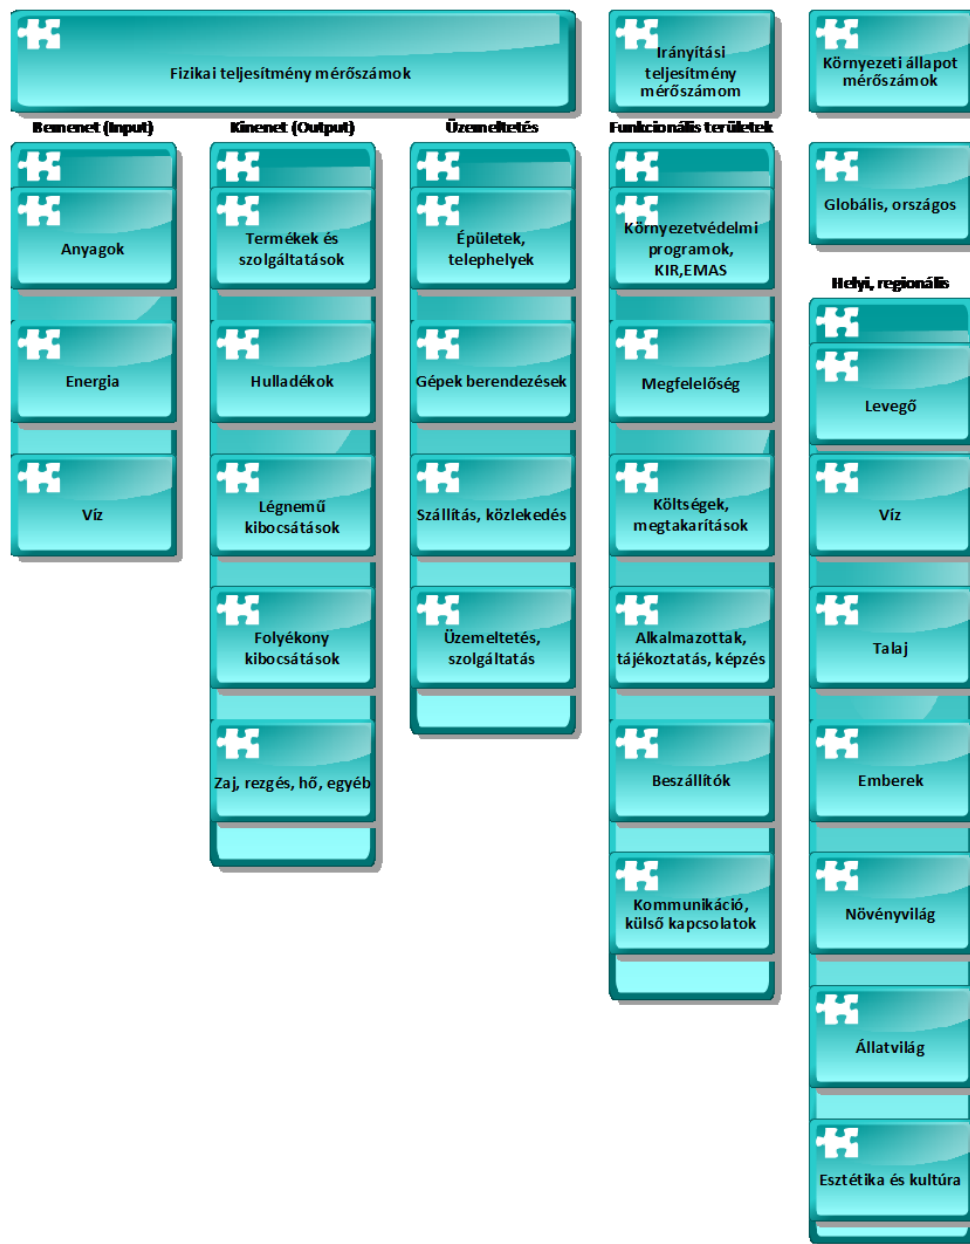 Fizikai teljesítmény mérőszámok
Irányítási
teljesítmény
mérőszámom
Környezeti állapot
mérőszámok
Bemenet (Input)
Anyagok
Energia
Víz
Kinenet (Output)
Termékek és
szolgáltatások
Hulladékok
Légnemű
kibocsátások
Folyékony
kibocsátások
Zaj, rezgés, hő, egyéb
Üzemeltetés
Épületek,
telephelyek
Gépek berendezések
Szállítás, közlekedés
Üzemeltetés,
szolgáltatás
Funkcionális területek
Környezetvédelmi
programok,
KIR,EMAS
Megfelelőség
Költségek,
megtakarítások
Alkalmazottak,
tájékoztatás, képzés
Beszállítók
Kommunikáció,
külső kapcsolatok
Globális, országos
Helyi, regionális
Levegő
Víz
Talaj
Emberek
Növényvilág
Állatvilág
Esztétika és kultúra